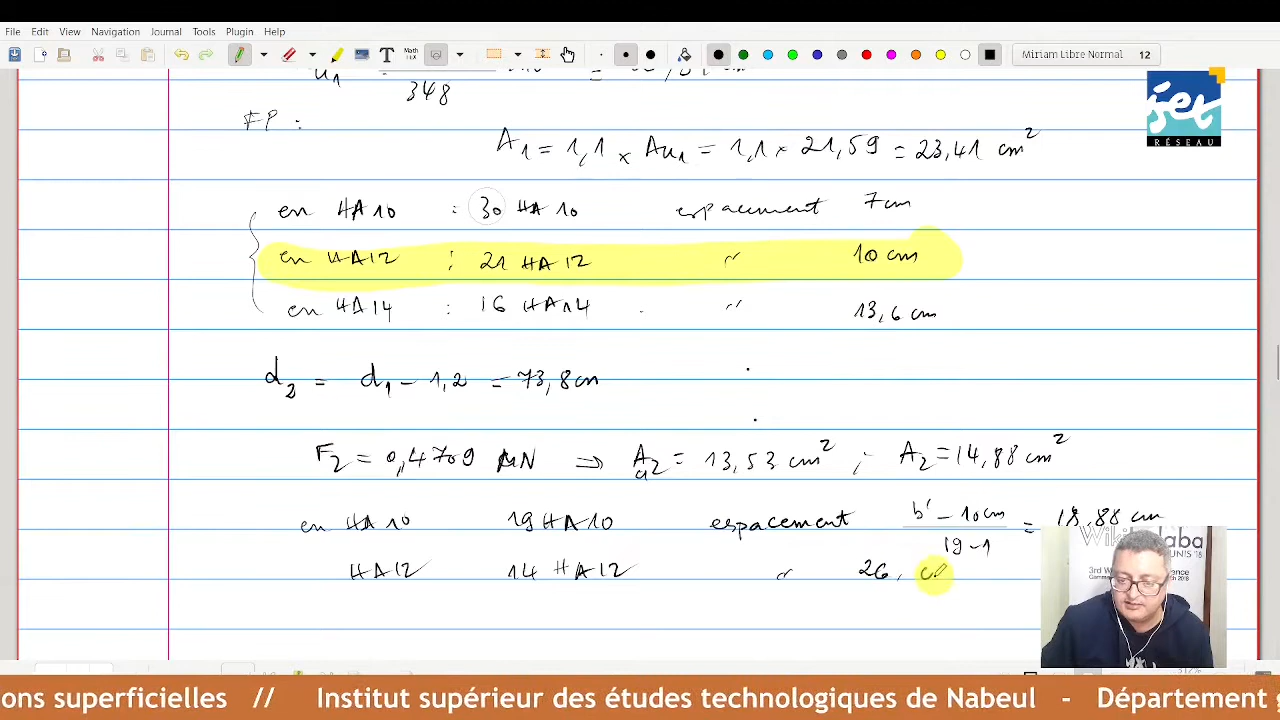 File Edit View Navigation Journal Tools Plugin Help
Miriam Libre Normal 12
348
iset
RÉSEAU
FP :
A1 = 1,1 × Au1 = 1,1 × 21,59 = 23,41 cm²
en HA10 : 30 HA10 espacement 7cm
en HA12 : 21 HA12 " 10 cm
en HA14 : 16 HA14 " 13,6 cm
d2 = d1 - 1,2 = 73,8cm
F2 = 0,4709 MN ⇒ Au2 = 13,53 cm² ; A2 = 14,88 cm²
en HA10 19 HA10 espacement b' - 10cm / 19 - 1 = 18,88 cm
HA12 14 HA12 " 26,
3rd W
ons superficielles // Institut supérieur des études technologiques de Nabeul - Département g